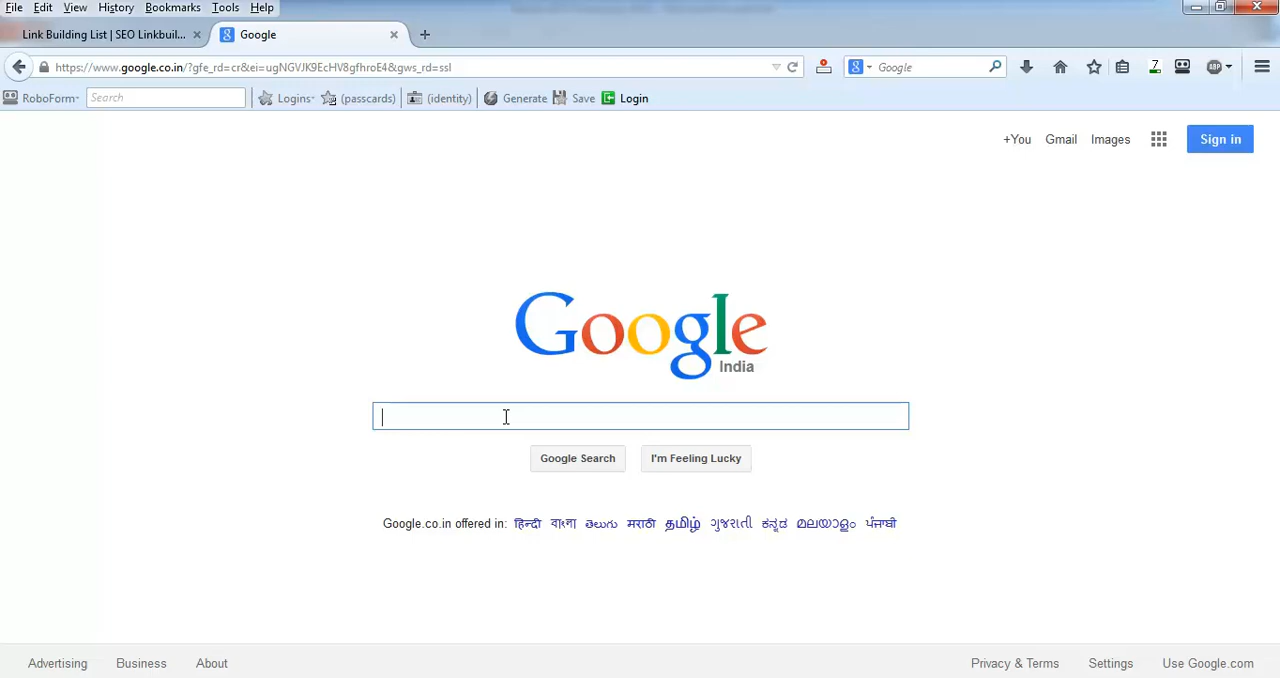 File Edit View History Bookmarks Tools Help
Link Building List | SEO Linkbuil... × Google × +
https://www.google.co.in/?gfe_rd=cr&ei=ugNGVJK9EcHV8gfhroE4&gws_rd=ssl Google
RoboForm Search Logins (passcards) (identity) Generate Save Login
+You Gmail Images Sign in
Google
India
Google Search I'm Feeling Lucky
Google.co.in offered in: हिन्दी বাংলা తెలుగు मराठी தமிழ் ગુજરાતી ಕನ್ನಡ മലയാളം ਪੰਜਾਬੀ
Advertising Business About Privacy & Terms Settings Use Google.com